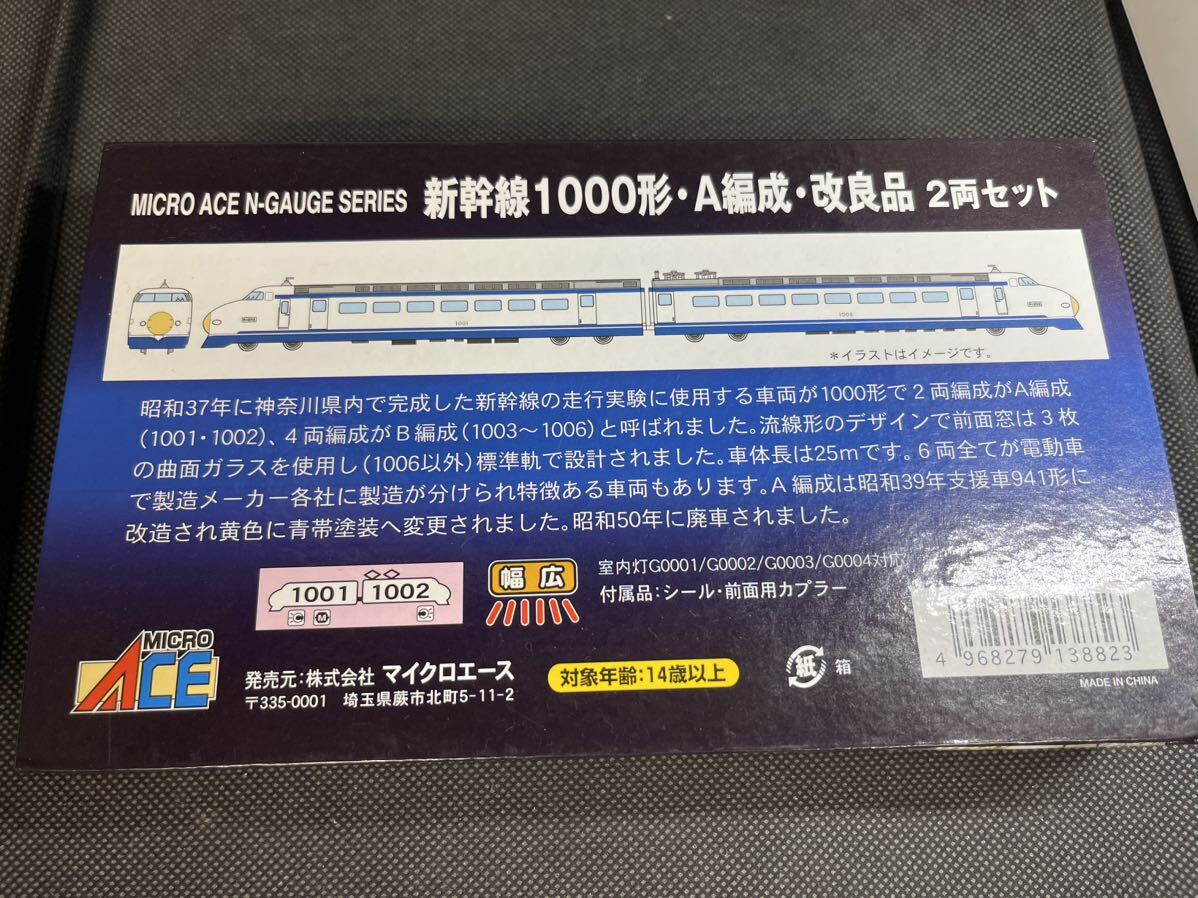 MICRO ACE N-GAUGE SERIES 新幹線1000形・A編成・改良品 2両セット
1001
1002
＊イラストはイメージです。
昭和37年に神奈川県内で完成した新幹線の走行実験に使用する車両が1000形で2両編成がA編成
(1001・1002)、4両編成がB編成(1003〜1006)と呼ばれました。流線形のデザインで前面窓は3枚
の曲面ガラスを使用し(1006以外)標準軌で設計されました。車体長は25mです。6両全てが電動車
で製造メーカー各社に製造が分けられ特徴ある車両もあります。A編成は昭和39年支援車941形に
改造され黄色に青帯塗装へ変更されました。昭和50年に廃車されました。
1001 1002
C M
幅広
室内灯G0001/G0002/G0003/G0004対応
付属品：シール・前面用カプラー
MICRO ACE
発売元：株式会社 マイクロエース
〒335-0001 埼玉県蕨市北町5-11-2
対象年齢：14歳以上
紙 箱
4 968279 138823
MADE IN CHINA